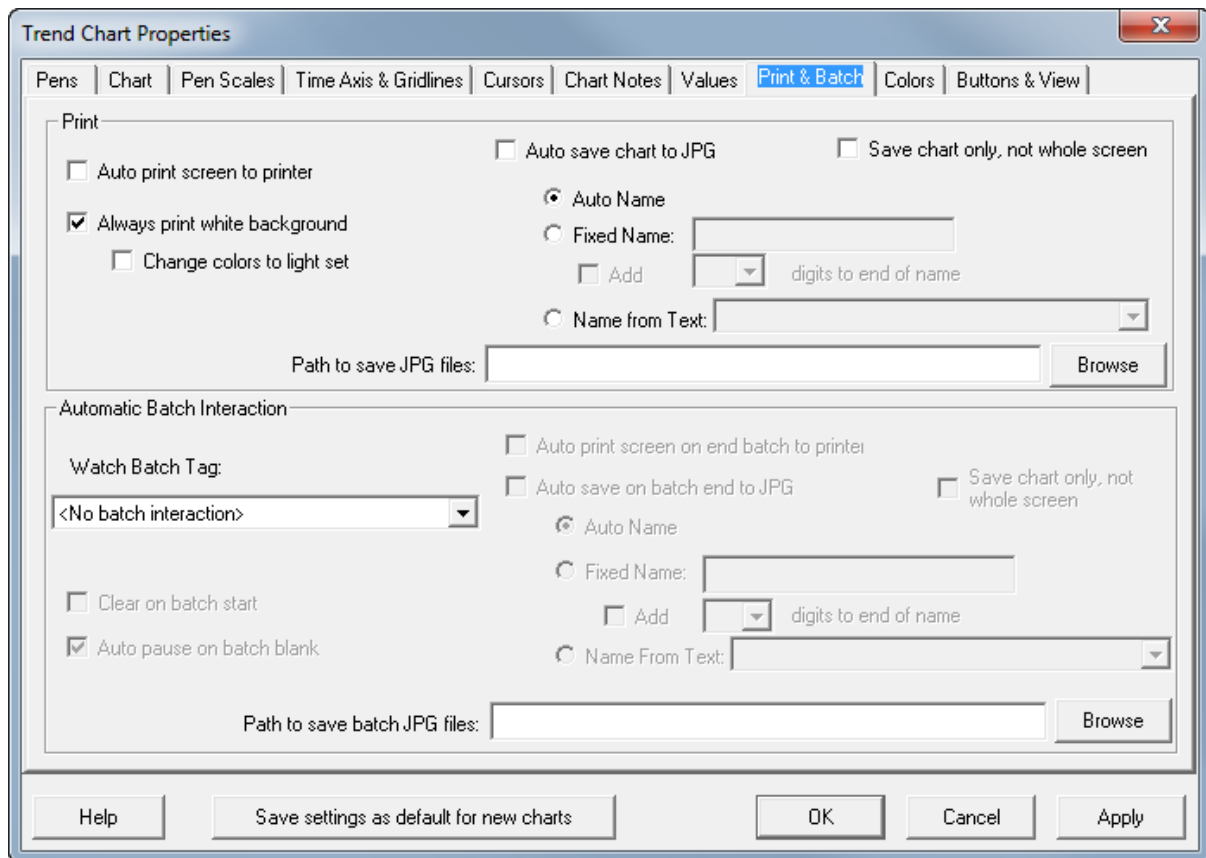 Trend Chart Properties
Pens Chart Pen Scales Time Axis & Gridlines Cursors Chart Notes Values Print & Batch Colors Buttons & View
Print
Auto save chart to JPG Save chart only, not whole screen
Auto print screen to printer
Auto Name
Always print white background
Fixed Name:
Change colors to light set
Add digits to end of name
Name from Text:
Path to save JPG files: Browse
Automatic Batch Interaction
Auto print screen on end batch to printer
Watch Batch Tag:
Auto save on batch end to JPG
Save chart only, not
whole screen
<No batch interaction>
Auto Name
Fixed Name:
Clear on batch start
Add digits to end of name
Auto pause on batch blank
Name From Text:
Path to save batch JPG files: Browse
Help Save settings as default for new charts OK Cancel Apply